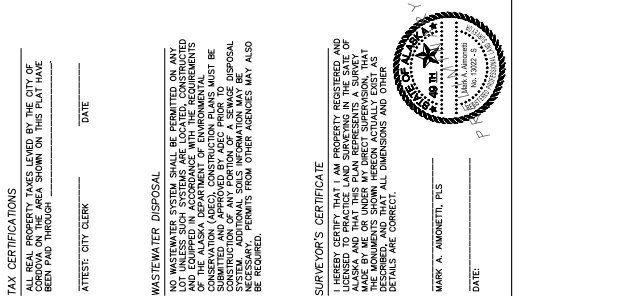 TAX CERTIFICATIONS
ALL REAL PROPERTY TAXES LEVIED BY THE CITY OF
CORDOVA ON THE AREA SHOWN ON THIS PLAT HAVE
BEEN PAID THROUGH
ATTEST: CITY CLERK DATE
WASTEWATER DISPOSAL
NO WASTEWATER SYSTEM SHALL BE PERMITTED ON ANY
LOT UNLESS SUCH SYSTEMS ARE LOCATED, CONSTRUCTED
AND EQUIPPED IN ACCORDANCE WITH THE REQUIREMENTS
OF THE ALASKA DEPARTMENT OF ENVIRONMENTAL
CONSERVATION (ADEC), CONSTRUCTION PLANS MUST BE
SUBMITTED AND APPROVED BY ADEC PRIOR TO
CONSTRUCTION OF ANY PORTION OF A SEWAGE DISPOSAL
SYSTEM. ADDITIONAL SOILS INFORMATION MAY BE
NECESSARY. PERMITS FROM OTHER AGENCIES MAY ALSO
BE REQUIRED.
SURVEYOR'S CERTIFICATE
I HEREBY CERTIFY THAT I AM PROPERTY REGISTERED AND
LICENSED TO PRACTICE LAND SURVEYING IN THE SATE OF
ALASKA AND THAT THIS PLAN REPRESENTS A SURVEY
MADE BY ME OR UNDER MY DIRECT SUPERVISION, THAT
THE MONUMENTS SHOWN HEREON ACTUALLY EXIST AS
DESCRIBED, AND THAT ALL DIMENSIONS AND OTHER
DETAILS ARE CORRECT.
MARK A. AIMONETTI, PLS
DATE:
STATE OF ALASKA
49 TH
Mark A. Aimonetti
No. 13022 - S
REGISTERED PROFESSIONAL LAND SURVEYOR